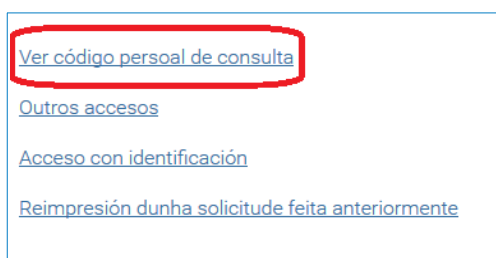 Ver código persoal de consulta
Outros accesos
Acceso con identificación
Reimpresión dunha solicitude feita anteriormente